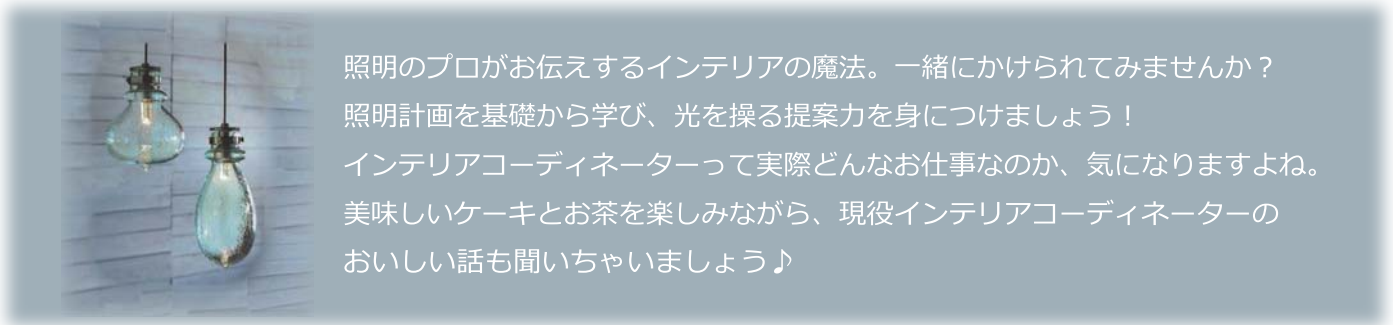 照明のプロがお伝えするインテリアの魔法。一緒にかけられてみませんか？
照明計画を基礎から学び、光を操る提案力を身につけましょう！
インテリアコーディネーターって実際どんなお仕事なのか、気になりますよね。
美味しいケーキとお茶を楽しみながら、現役インテリアコーディネーターの
おいしい話も聞いちゃいましょう♪